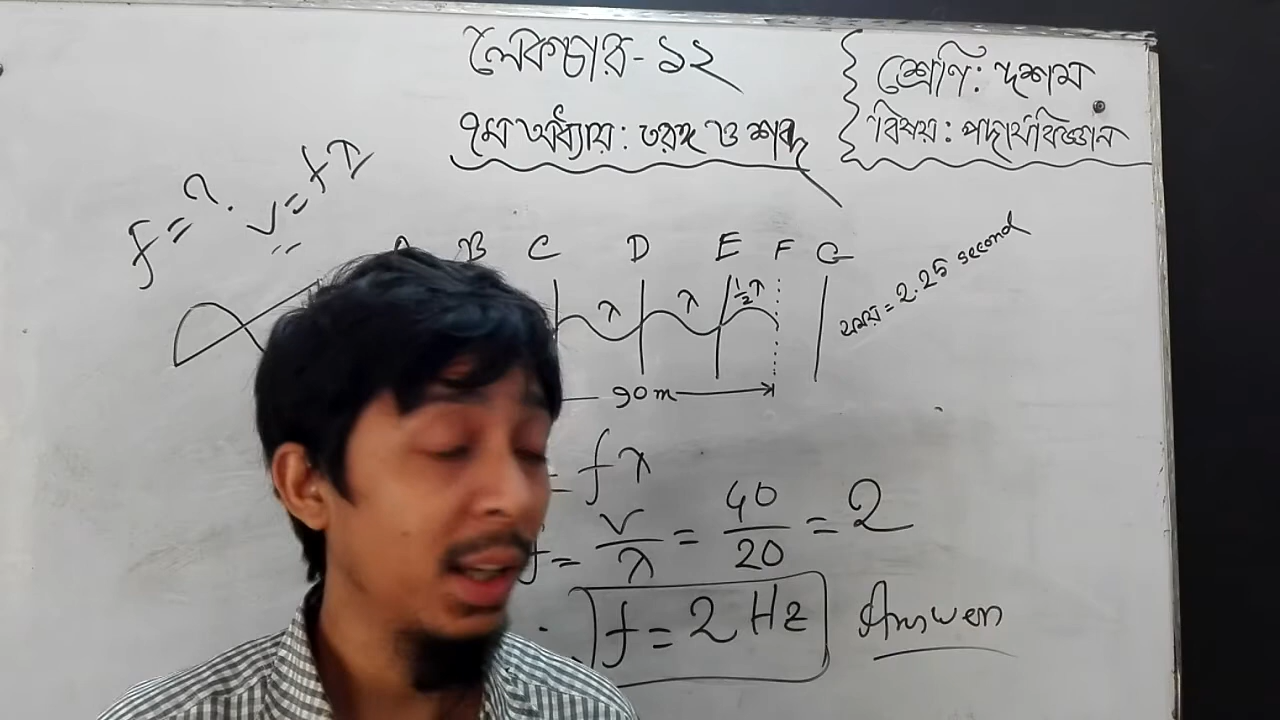 লেকচার-১২
শ্রেণি: দশম
৭ম অধ্যায়: তরঙ্গ ও শব্দ
বিষয়: পদার্থবিজ্ঞান
f = ?
v = fλ
B C D E F G
λ λ ½λ
সময় = 2.25 second
90m
= fλ
f = v/λ = 40/20 = 2
f = 2 Hz Answer